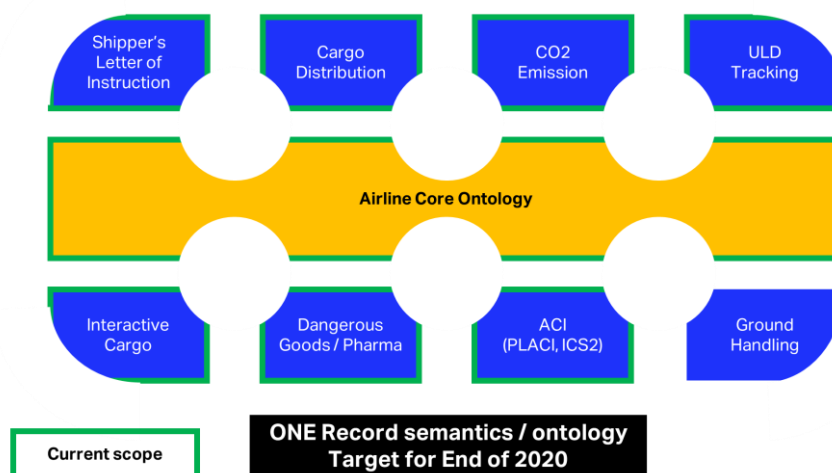 Shipper's
Letter of
Instruction
Cargo
Distribution
CO2
Emission
ULD
Tracking
Airline Core Ontology
Interactive
Cargo
Dangerous
Goods / Pharma
ACI
(PLACI, ICS2)
Ground
Handling
Current scope
ONE Record semantics / ontology
Target for End of 2020